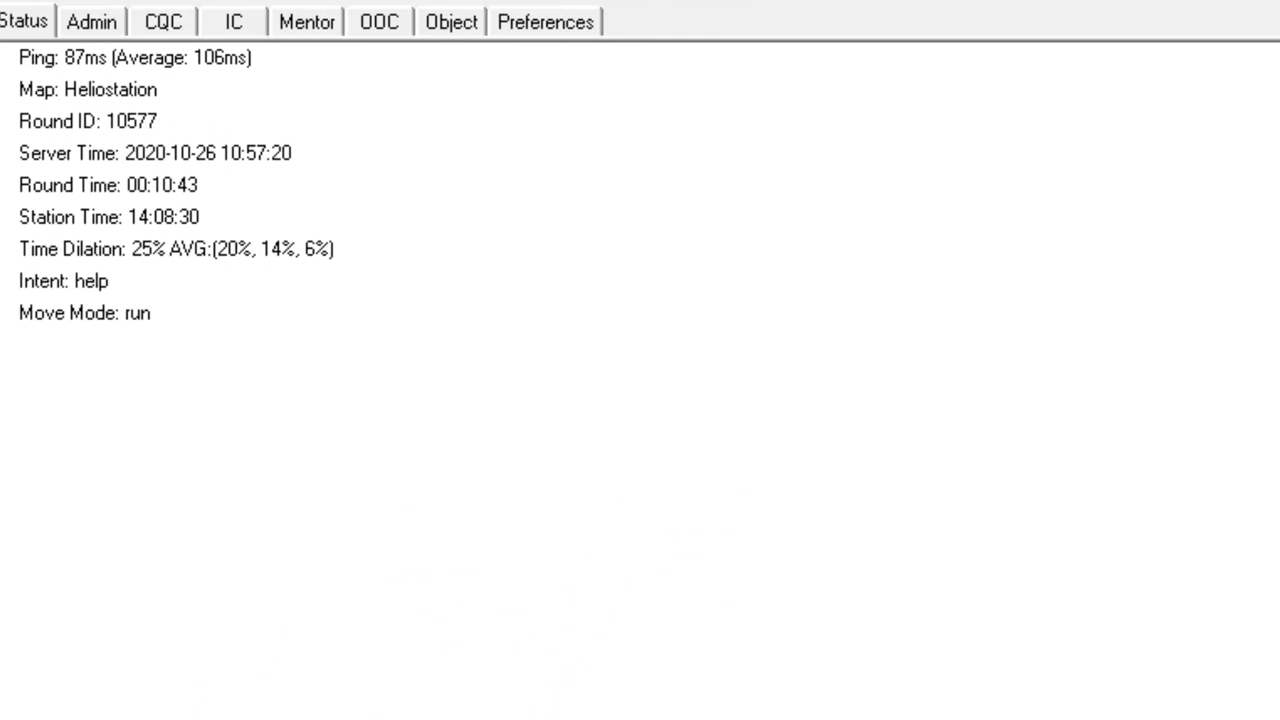 Status Admin CQC IC Mentor OOC Object Preferences
Ping: 87ms (Average: 106ms)
Map: Heliostation
Round ID: 10577
Server Time: 2020-10-26 10:57:20
Round Time: 00:10:43
Station Time: 14:08:30
Time Dilation: 25% AVG:(20%, 14%, 6%)
Intent: help
Move Mode: run